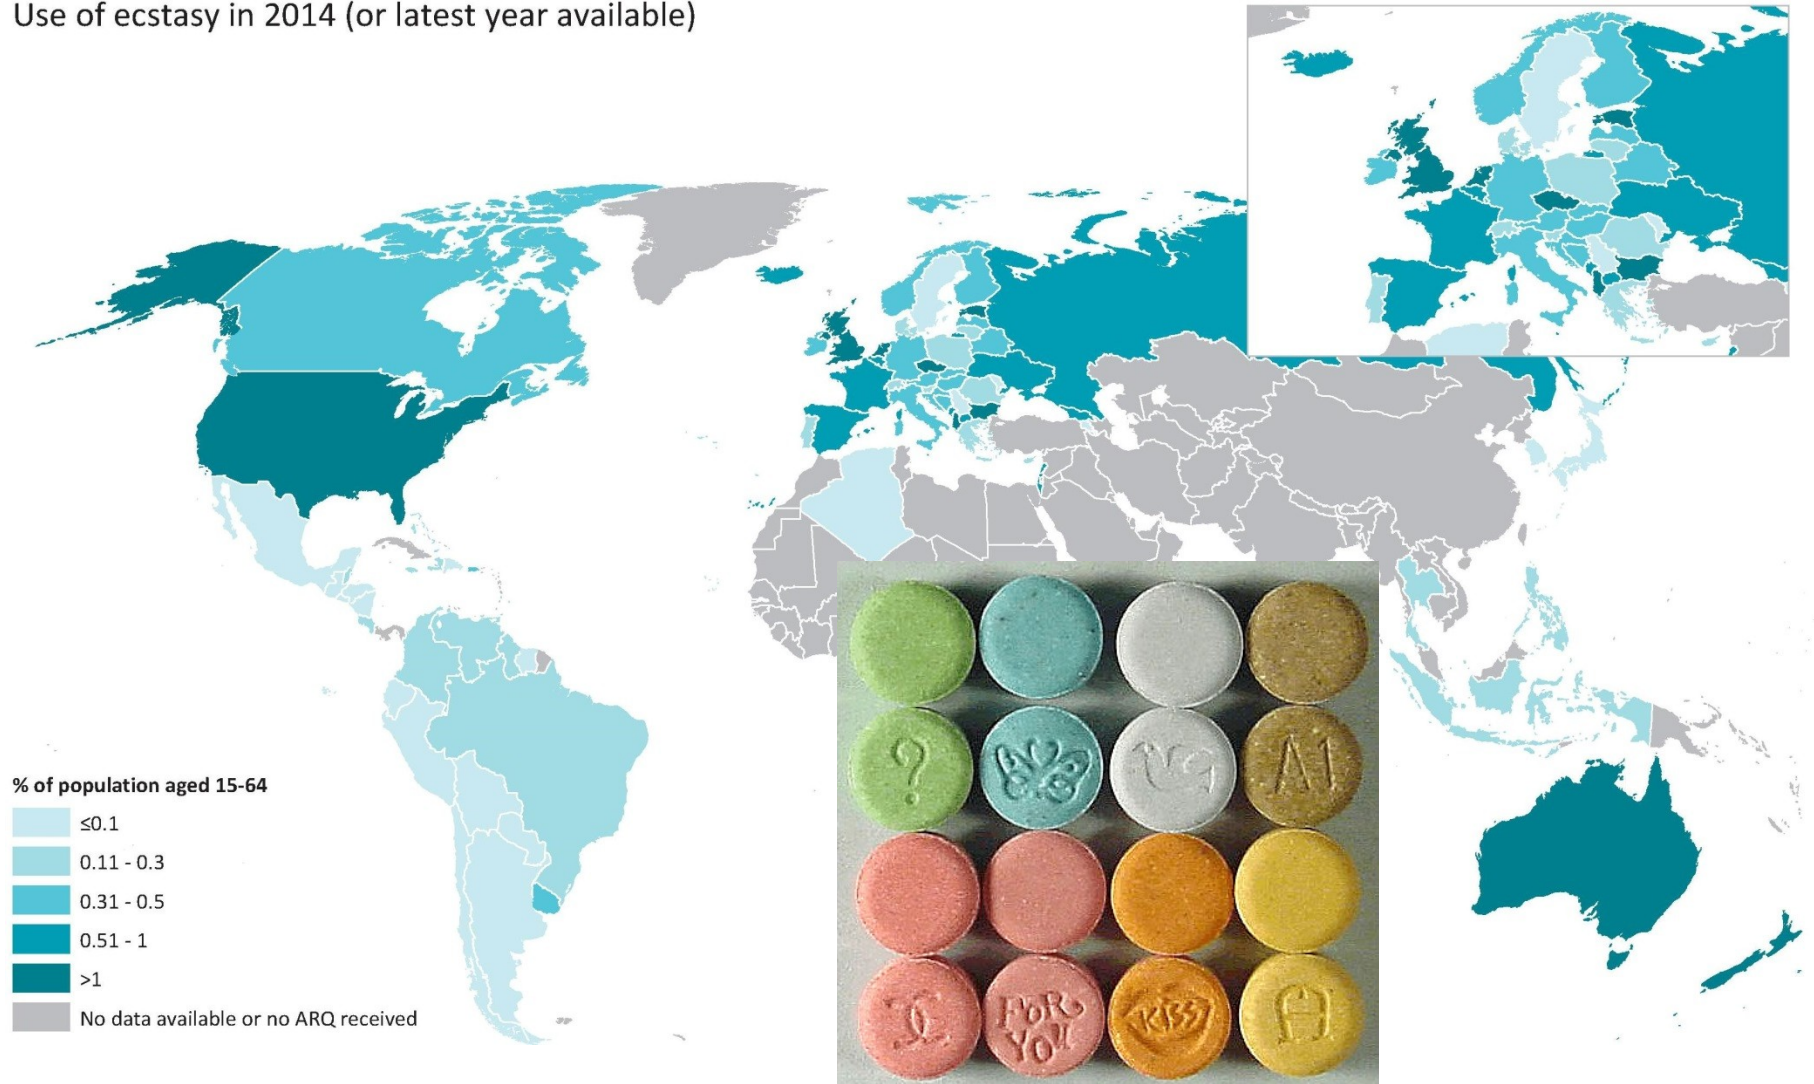 Use of ecstasy in 2014 (or latest year available)
% of population aged 15-64
≤0.1
0.11 - 0.3
0.31 - 0.5
0.51 - 1
>1
No data available or no ARQ received
?
A1
FOR
YOU
KISS